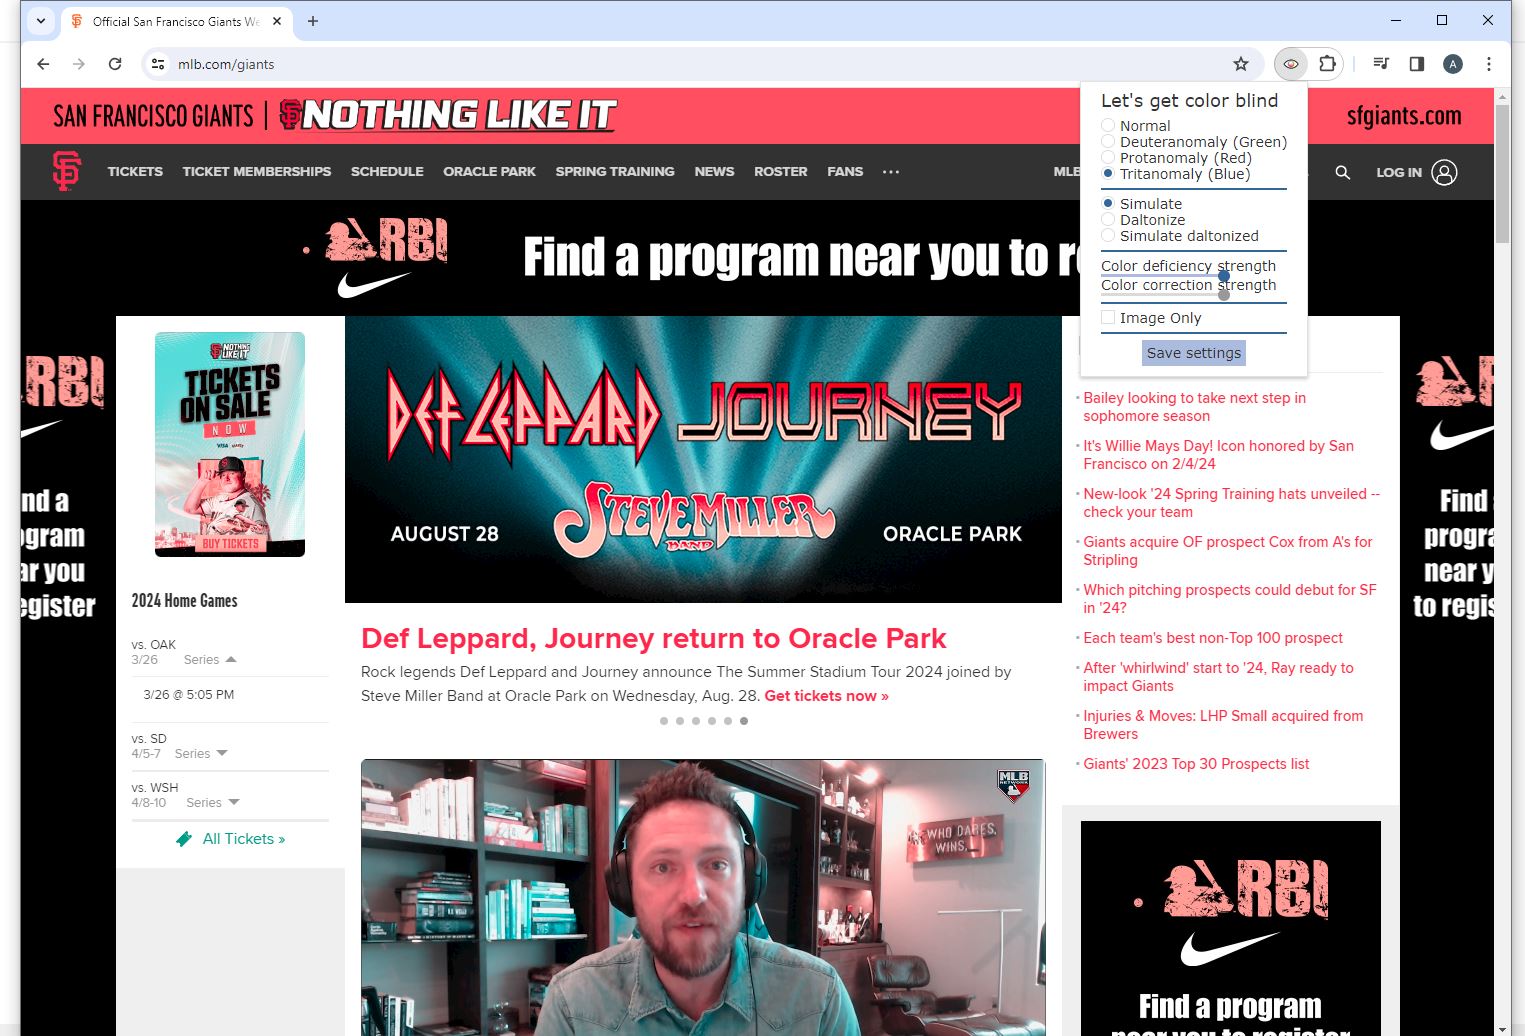 Official San Francisco Giants We
mlb.com/giants
A
SAN FRANCISCO GIANTS | SF NOTHING LIKE IT
sfgiants.com
SF
TICKETS TICKET MEMBERSHIPS SCHEDULE ORACLE PARK SPRING TRAINING NEWS ROSTER FANS ··· MLB
LOG IN
Let's get color blind
Normal
Deuteranomaly (Green)
Protanomaly (Red)
Tritanomaly (Blue)
Simulate
Daltonize
Simulate daltonized
Color deficiency strength
Color correction strength
Image Only
Save settings
RBI
Find a program near you to re
RBI
nd a
ogram
ar you
egister
NOTHING
LIKE IT
TICKETS
ON SALE
NOW
VISA
BUY TICKETS
2024 Home Games
vs. OAK
3/26 Series
3/26 @ 5:05 PM
vs. SD
4/5-7 Series
vs. WSH
4/8-10 Series
All Tickets »
DEF LEPPARD JOURNEY
STEVE MILLER
BAND
AUGUST 28
ORACLE PARK
Def Leppard, Journey return to Oracle Park
Rock legends Def Leppard and Journey announce The Summer Stadium Tour 2024 joined by
Steve Miller Band at Oracle Park on Wednesday, Aug. 28. Get tickets now »
MLB
NETWORK
WHO DARES,
WINS.
Bailey looking to take next step in
sophomore season
It's Willie Mays Day! Icon honored by San
Francisco on 2/4/24
New-look '24 Spring Training hats unveiled --
check your team
Giants acquire OF prospect Cox from A's for
Stripling
Which pitching prospects could debut for SF
in '24?
Each team's best non-Top 100 prospect
After 'whirlwind' start to '24, Ray ready to
impact Giants
Injuries & Moves: LHP Small acquired from
Brewers
Giants' 2023 Top 30 Prospects list
RBI
Find a program
near you to register
RB
Find
progra
near y
to regis